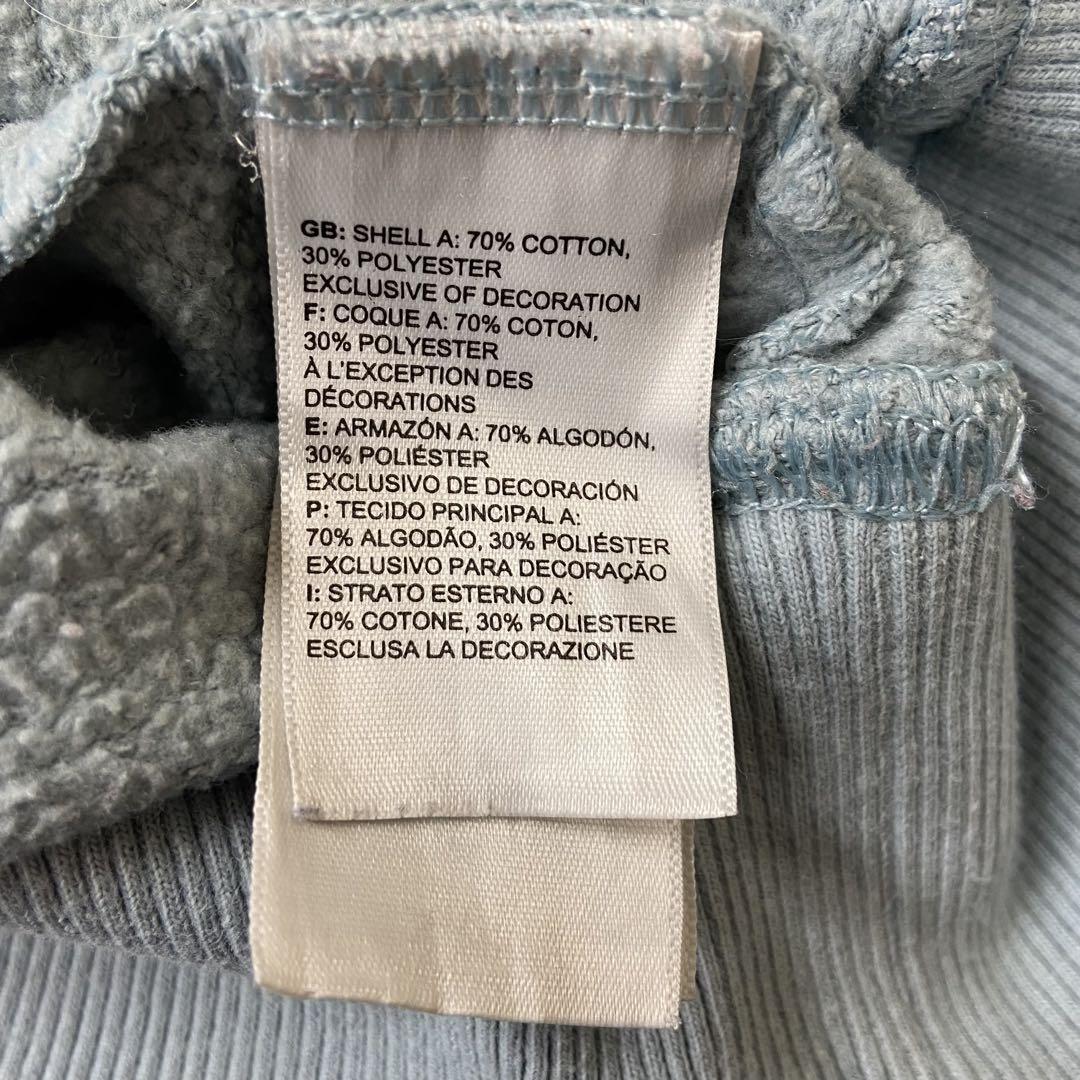 GB: SHELL A: 70% COTTON,
30% POLYESTER
EXCLUSIVE OF DECORATION
F: COQUE A: 70% COTON,
30% POLYESTER
À L'EXCEPTION DES
DÉCORATIONS
E: ARMAZÓN A: 70% ALGODÓN,
30% POLIÉSTER
EXCLUSIVO DE DECORACIÓN
P: TECIDO PRINCIPAL A:
70% ALGODÃO, 30% POLIÉSTER
EXCLUSIVO PARA DECORAÇÃO
I: STRATO ESTERNO A:
70% COTONE, 30% POLIESTERE
ESCLUSA LA DECORAZIONE